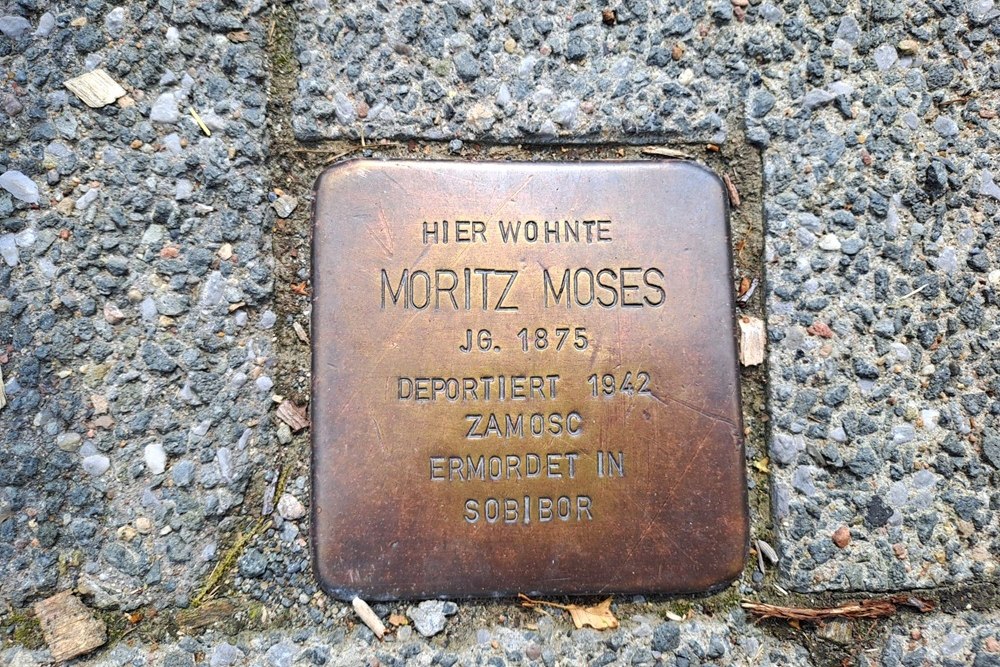 HIER WOHNTE
MORITZ MOSES
JG. 1875
DEPORTIERT 1942
ZAMOSC
ERMORDET IN
SOBIBOR